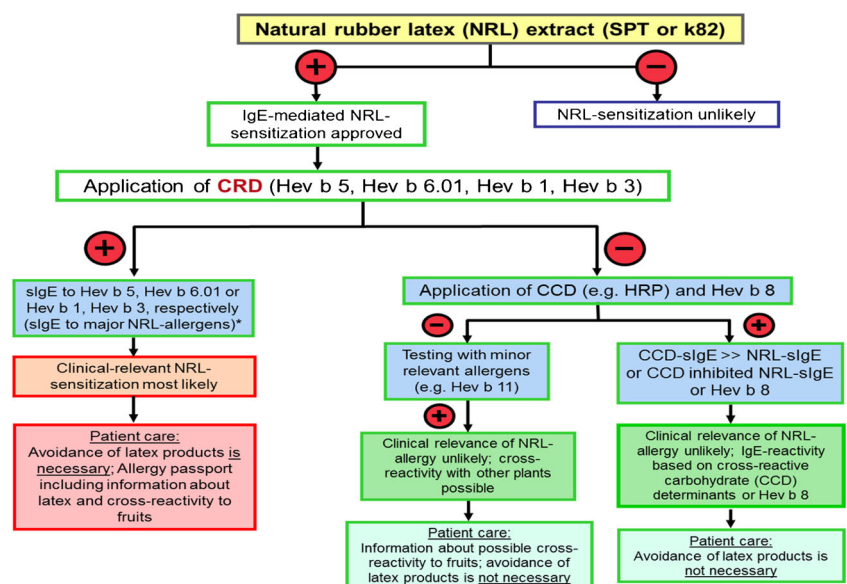 Natural rubber latex (NRL) extract (SPT or k82)
+
−
IgE-mediated NRL-
sensitization approved
NRL-sensitization unlikely
Application of CRD (Hev b 5, Hev b 6.01, Hev b 1, Hev b 3)
+
−
sIgE to Hev b 5, Hev b 6.01 or
Hev b 1, Hev b 3, respectively
(sIgE to major NRL-allergens)*
Clinical-relevant NRL-
sensitization most likely
Patient care:
Avoidance of latex products is
necessary; Allergy passport
including information about
latex and cross-reactivity to
fruits
Application of CCD (e.g. HRP) and Hev b 8
−
+
Testing with minor
relevant allergens
(e.g. Hev b 11)
+
Clinical relevance of NRL-
allergy unlikely; cross-
reactivity with other plants
possible
Patient care:
Information about possible cross-
reactivity to fruits; avoidance
of latex products is not necessary
CCD-sIgE >> NRL-sIgE
or CCD inhibited NRL-sIgE
or Hev b 8
Clinical relevance of NRL-
allergy unlikely; IgE-reactivity
based on cross-reactive
carbohydrate (CCD)
determinants or Hev b 8
Patient care:
Avoidance of latex products is
not necessary